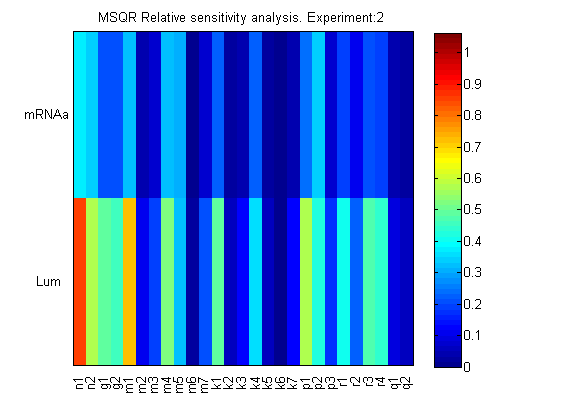 MSQR Relative sensitivity analysis. Experiment:2
mRNAa
Lum
n1 n2 g1 g2 m1 m2 m3 m4 m5 m6 m7 k1 k2 k3 k4 k5 k6 k7 p1 p2 p3 r1 r2 r3 r4 q1 q2
1
0.9
0.8
0.7
0.6
0.5
0.4
0.3
0.2
0.1
0